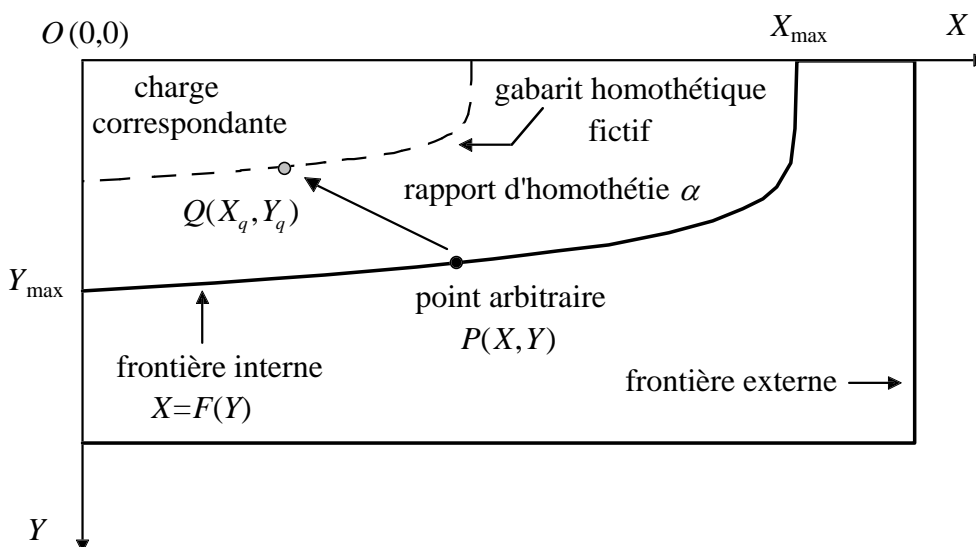 O(0,0)
X_max
X
charge
correspondante
gabarit homothétique
fictif
rapport d'homothétie α
Q(X_q,Y_q)
Y_max
point arbitraire
P(X,Y)
frontière interne
X=F(Y)
frontière externe
Y